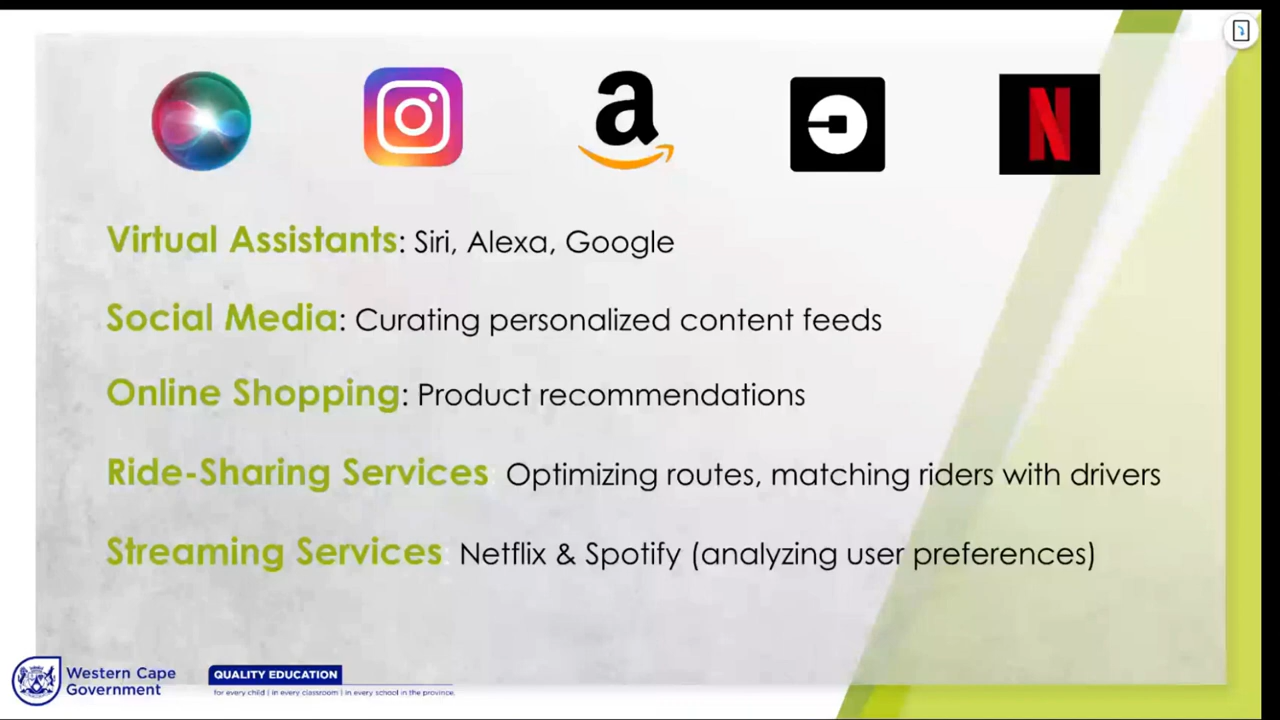 Virtual Assistants: Siri, Alexa, Google
Social Media: Curating personalized content feeds
Online Shopping: Product recommendations
Ride-Sharing Services: Optimizing routes, matching riders with drivers
Streaming Services: Netflix & Spotify (analyzing user preferences)
Western Cape
Government
QUALITY EDUCATION
for every child | in every classroom | in every school in the province.